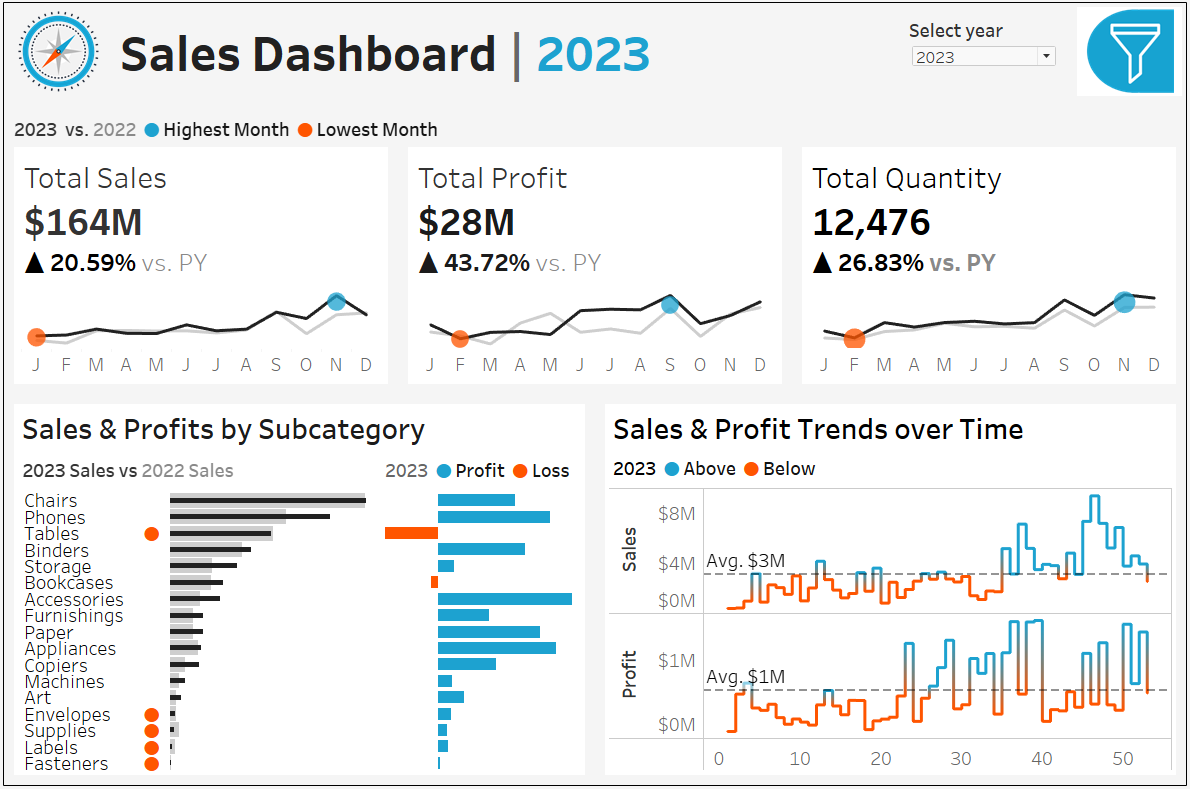 Sales Dashboard | 2023
Select year
2023
2023 vs. 2022 Highest Month Lowest Month
Total Sales
$164M
▲ 20.59% vs. PY
J F M A M J J A S O N D
Total Profit
$28M
▲ 43.72% vs. PY
J F M A M J J A S O N D
Total Quantity
12,476
▲ 26.83% vs. PY
J F M A M J J A S O N D
Sales & Profits by Subcategory
2023 Sales vs 2022 Sales
2023 Profit Loss
Chairs
Phones
Tables
Binders
Storage
Bookcases
Accessories
Furnishings
Paper
Appliances
Copiers
Machines
Art
Envelopes
Supplies
Labels
Fasteners
Sales & Profit Trends over Time
2023 Above Below
Sales
$8M
$4M
$0M
Avg. $3M
Profit
$1M
$0M
Avg. $1M
0 10 20 30 40 50